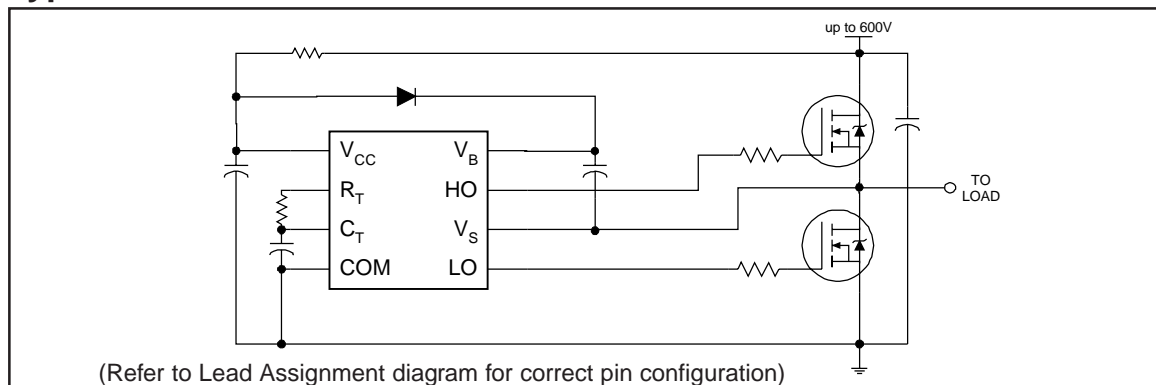 up to 600V
VCC
VB
RT
HO
CT
VS
COM
LO
TO
LOAD
(Refer to Lead Assignment diagram for correct pin configuration)